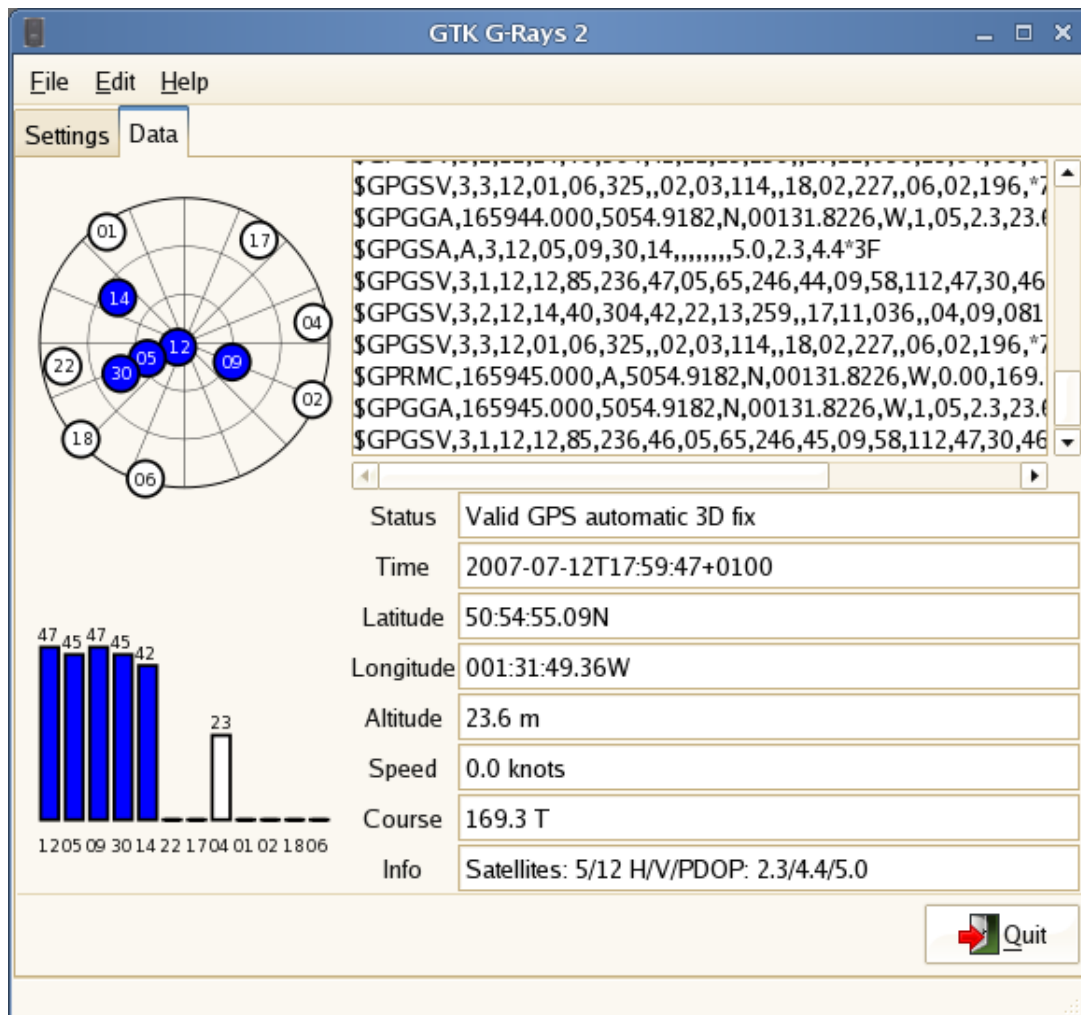 GTK G-Rays 2
File Edit Help
Settings Data
$GPGSV,3,3,12,01,06,325,,02,03,114,,18,02,227,,06,02,196,*7
$GPGGA,165944.000,5054.9182,N,00131.8226,W,1,05,2.3,23.6
$GPGSA,A,3,12,05,09,30,14,,,,,,,,5.0,2.3,4.4*3F
$GPGSV,3,1,12,12,85,236,47,05,65,246,44,09,58,112,47,30,46
$GPGSV,3,2,12,14,40,304,42,22,13,259,,17,11,036,,04,09,081
$GPGSV,3,3,12,01,06,325,,02,03,114,,18,02,227,,06,02,196,*7
$GPRMC,165945.000,A,5054.9182,N,00131.8226,W,0.00,169.
$GPGGA,165945.000,5054.9182,N,00131.8226,W,1,05,2.3,23.6
$GPGSV,3,1,12,12,85,236,46,05,65,246,45,09,58,112,47,30,46
01
17
14
04
12
05
09
22
30
02
18
06
Status Valid GPS automatic 3D fix
Time 2007-07-12T17:59:47+0100
Latitude 50:54:55.09N
Longitude 001:31:49.36W
Altitude 23.6 m
Speed 0.0 knots
Course 169.3 T
Info Satellites: 5/12 H/V/PDOP: 2.3/4.4/5.0
47 45 47 45 42 23
12 05 09 30 14 22 17 04 01 02 18 06
Quit